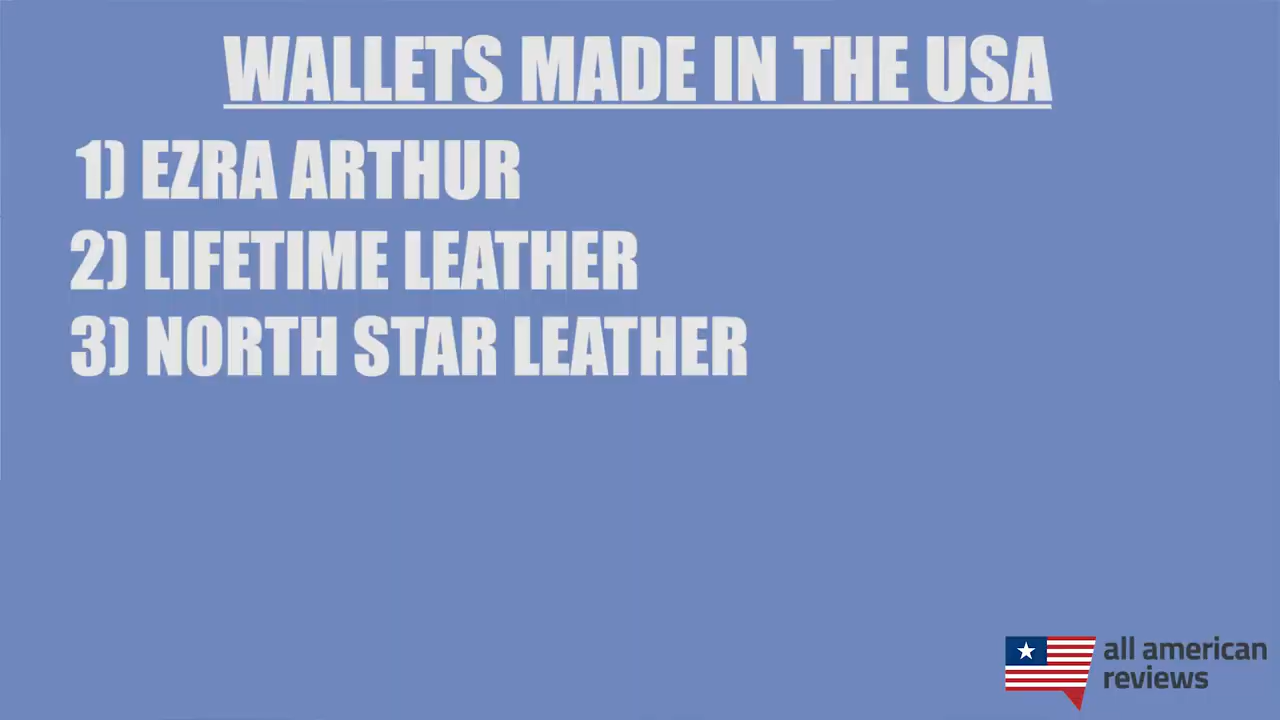 WALLETS MADE IN THE USA
1) EZRA ARTHUR
2) LIFETIME LEATHER
3) NORTH STAR LEATHER
all american
reviews